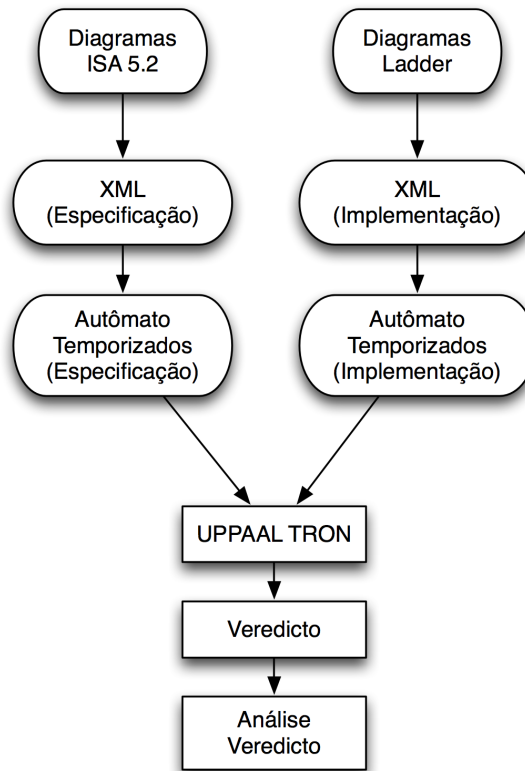 Diagramas
ISA 5.2
Diagramas
Ladder
XML
(Especificação)
XML
(Implementação)
Autômato
Temporizados
(Especificação)
Autômato
Temporizados
(Implementação)
UPPAAL TRON
Veredicto
Análise
Veredicto